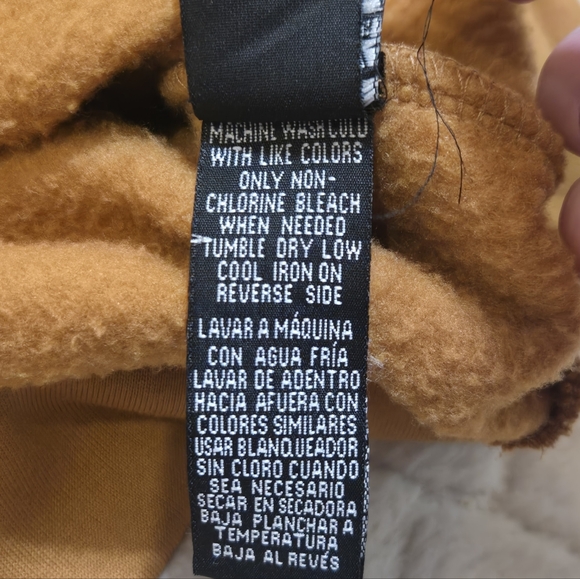 MACHINE WASH COLD
WITH LIKE COLORS
ONLY NON-
CHLORINE BLEACH
WHEN NEEDED
TUMBLE DRY LOW
COOL IRON ON
REVERSE SIDE
LAVAR A MÁQUINA
CON AGUA FRÍA
LAVAR DE ADENTRO
HACIA AFUERA CON
COLORES SIMILARES
USAR BLANQUEADOR
SIN CLORO CUANDO
SEA NECESARIO
SECAR EN SECADORA
BAJA PLANCHAR A
TEMPERATURA
BAJA AL REVÉS